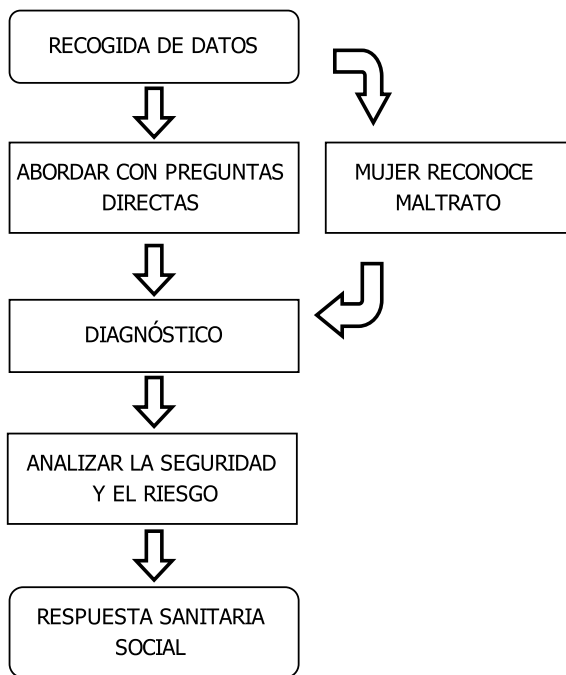 RECOGIDA DE DATOS
ABORDAR CON PREGUNTAS
DIRECTAS
MUJER RECONOCE
MALTRATO
DIAGNÓSTICO
ANALIZAR LA SEGURIDAD
Y EL RIESGO
RESPUESTA SANITARIA
SOCIAL